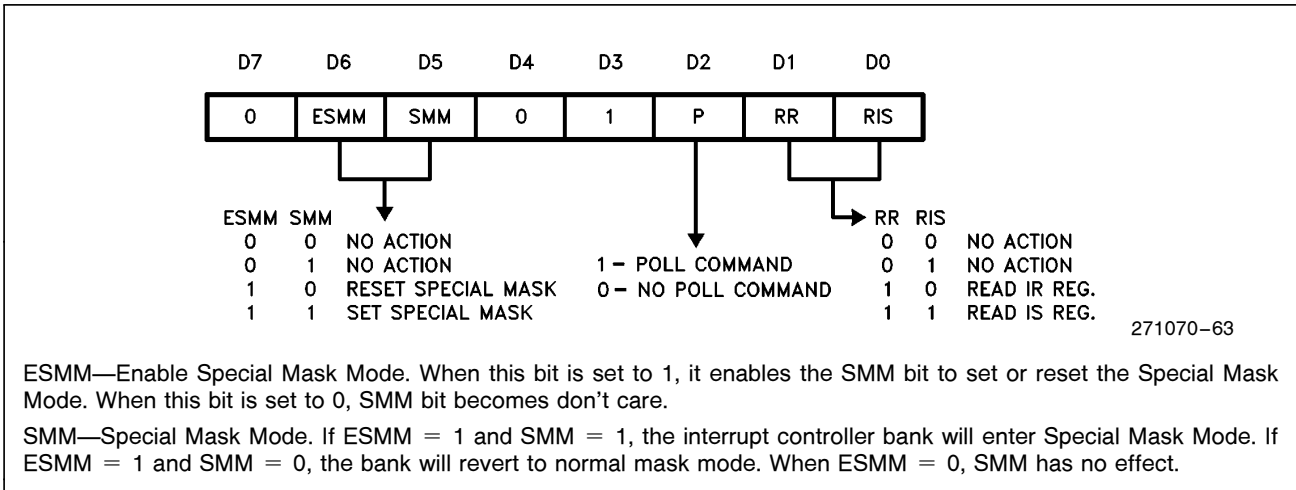 D7 D6 D5 D4 D3 D2 D1 D0
0 ESMM SMM 0 1 P RR RIS
ESMM SMM
0 0 NO ACTION
0 1 NO ACTION
1 0 RESET SPECIAL MASK
1 1 SET SPECIAL MASK
1 – POLL COMMAND
0 – NO POLL COMMAND
RR RIS
0 0 NO ACTION
0 1 NO ACTION
1 0 READ IR REG.
1 1 READ IS REG.
271070–63
ESMM—Enable Special Mask Mode. When this bit is set to 1, it enables the SMM bit to set or reset the Special Mask
Mode. When this bit is set to 0, SMM bit becomes don't care.
SMM—Special Mask Mode. If ESMM = 1 and SMM = 1, the interrupt controller bank will enter Special Mask Mode. If
ESMM = 1 and SMM = 0, the bank will revert to normal mask mode. When ESMM = 0, SMM has no effect.